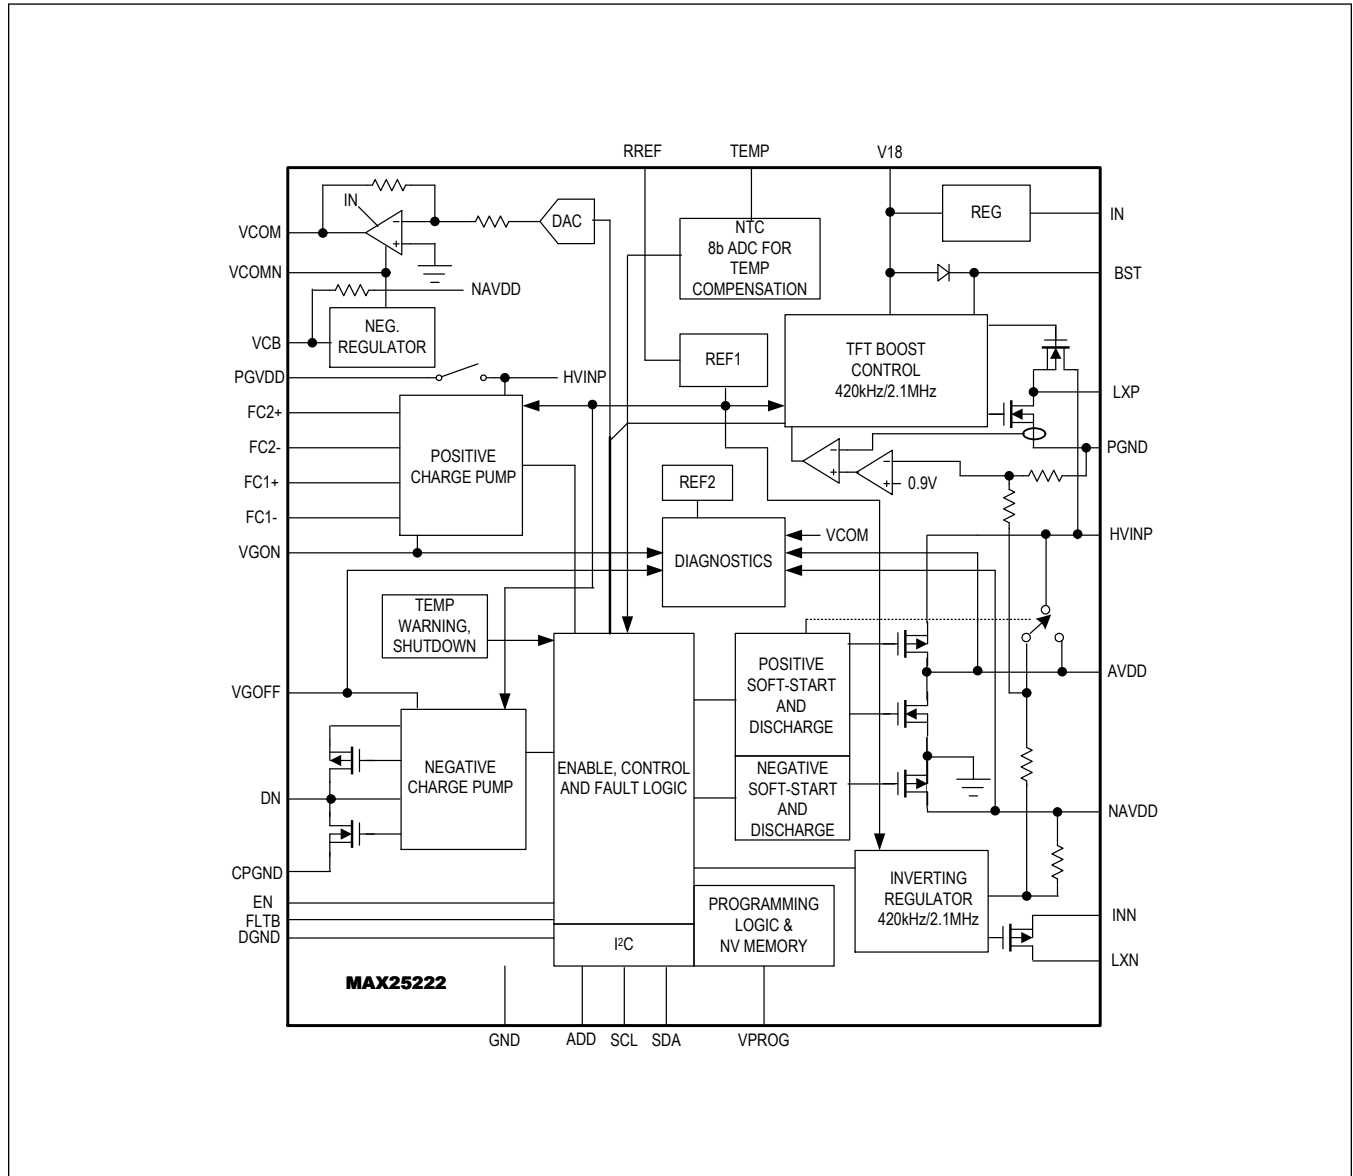 RREF
TEMP
V18
IN
DAC
NTC
8b ADC FOR
TEMP
COMPENSATION
REG
IN
VCOM
VCOMN
BST
NAVDD
NEG.
REGULATOR
VCB
REF1
TFT BOOST
CONTROL
420kHz/2.1MHz
PGVDD
HVINP
LXP
FC2+
FC2-
FC1+
FC1-
POSITIVE
CHARGE PUMP
PGND
REF2
0.9V
VCOM
HVINP
VGON
DIAGNOSTICS
TEMP
WARNING,
SHUTDOWN
POSITIVE
SOFT-START
AND
DISCHARGE
AVDD
VGOFF
NEGATIVE
CHARGE PUMP
ENABLE, CONTROL
AND FAULT LOGIC
NEGATIVE
SOFT-START
AND
DISCHARGE
DN
NAVDD
CPGND
INVERTING
REGULATOR
420kHz/2.1MHz
EN
FLTB
DGND
PROGRAMMING
LOGIC &
NV MEMORY
INN
I²C
LXN
MAX25222
GND
ADD
SCL
SDA
VPROG